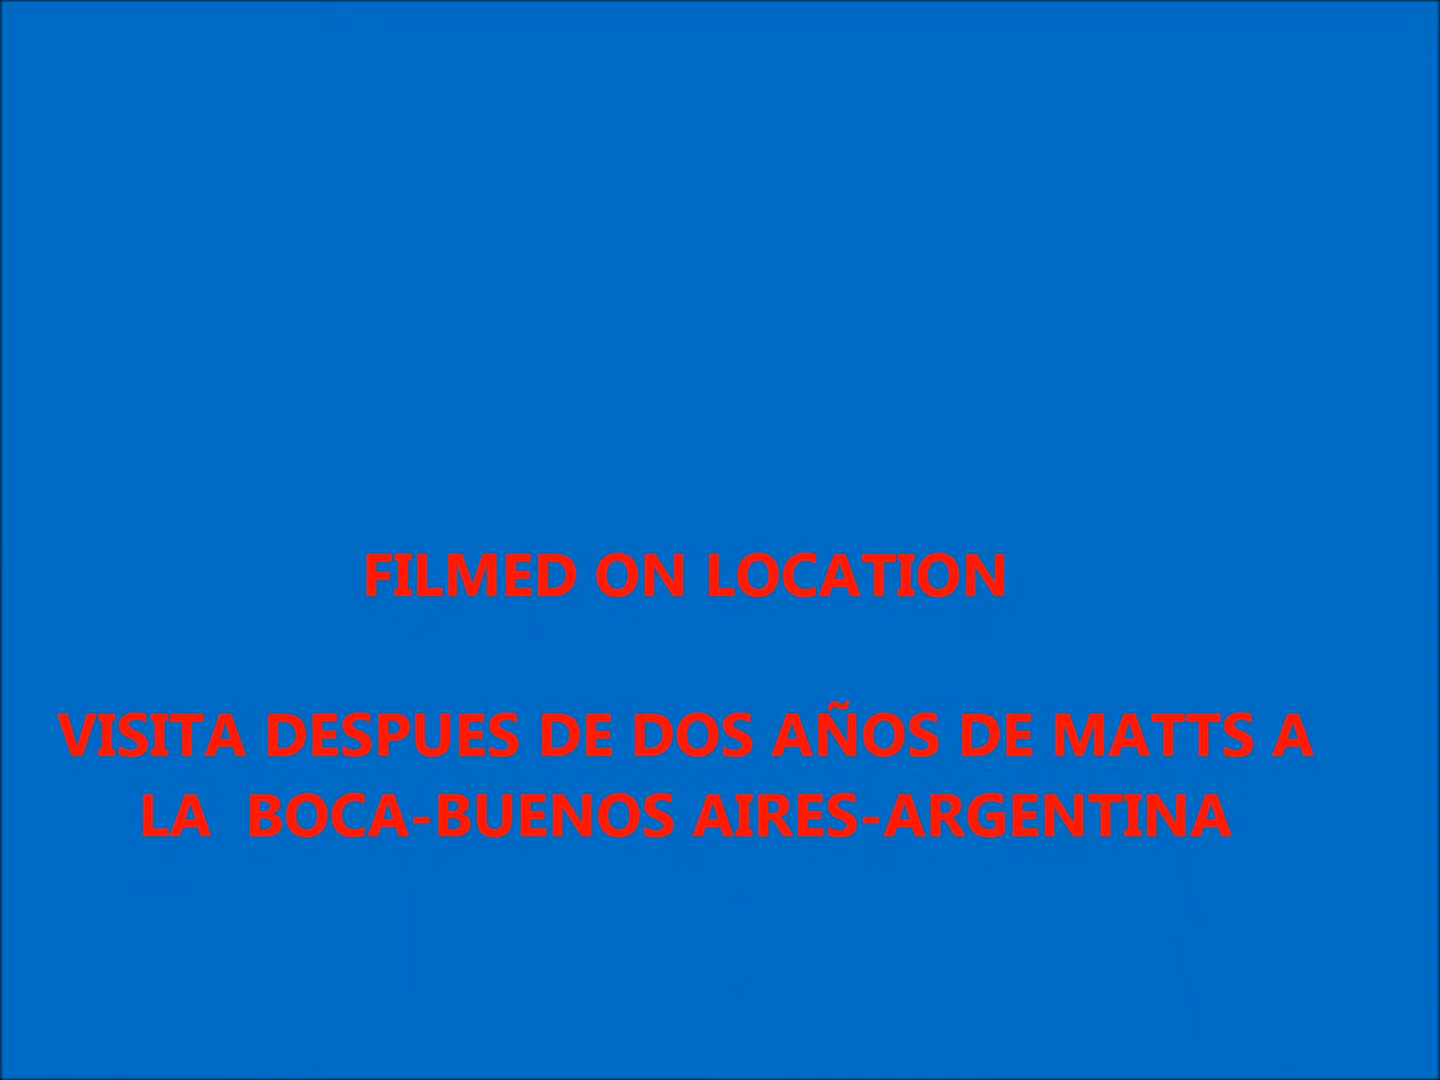 FILMED ON LOCATION
VISITA DESPUES DE DOS AÑOS DE MATTS A
LA BOCA-BUENOS AIRES-ARGENTINA